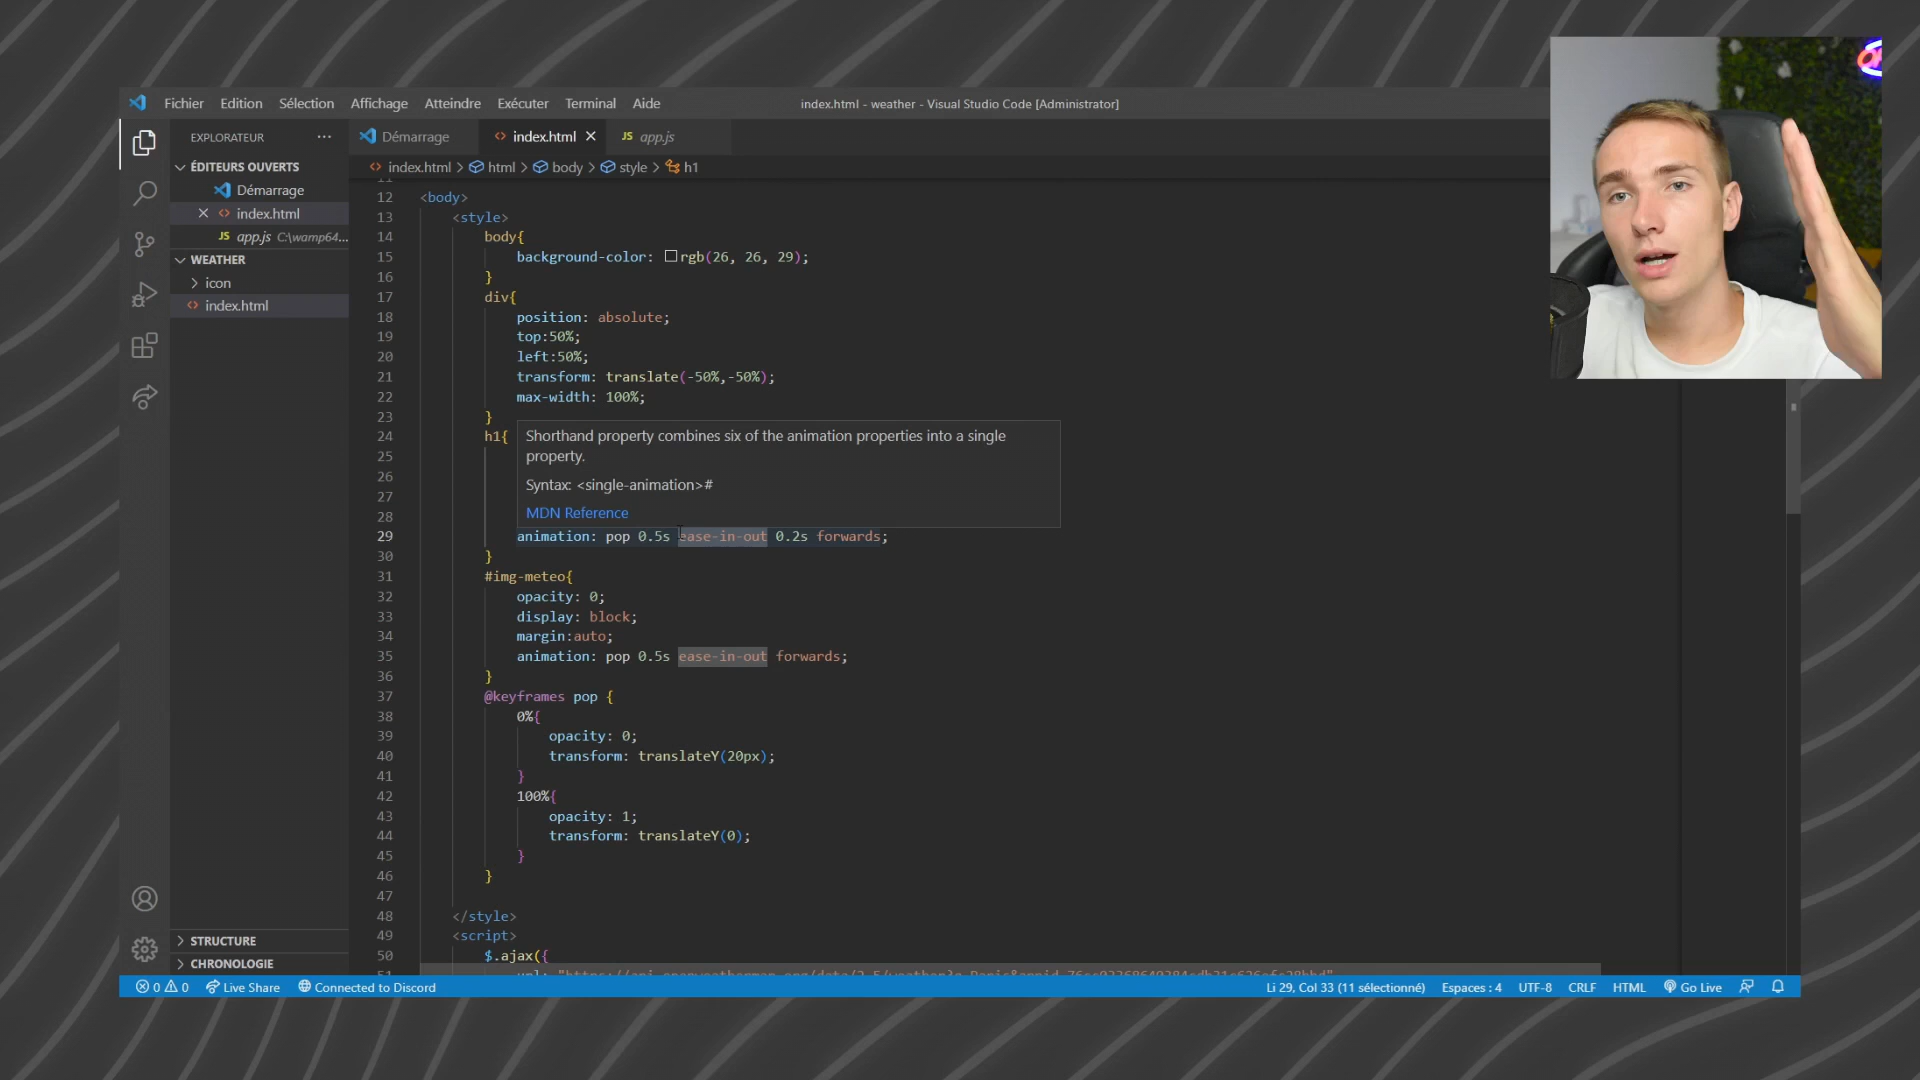 Fichier Edition Sélection Affichage Atteindre Exécuter Terminal Aide
index.html - weather - Visual Studio Code [Administrator]
EXPLORATEUR ···
Démarrage
<> index.html ×
JS app.js
<> index.html > html > body > style > h1
ÉDITEURS OUVERTS
Démarrage
× <> index.html
JS app.js C:\wamp64...
WEATHER
> icon
<> index.html
STRUCTURE
CHRONOLOGIE
11
12 <body>
13 <style>
14 body{
15 background-color: rgb(26, 26, 29);
16 }
17 div{
18 position: absolute;
19 top:50%;
20 left:50%;
21 transform: translate(-50%,-50%);
22 max-width: 100%;
23 }
24 h1{
25
26
27
28
Shorthand property combines six of the animation properties into a single
property.
Syntax: <single-animation>#
MDN Reference
29 animation: pop 0.5s ease-in-out 0.2s forwards;
30 }
31 #img-meteo{
32 opacity: 0;
33 display: block;
34 margin:auto;
35 animation: pop 0.5s ease-in-out forwards;
36 }
37 @keyframes pop {
38 0%{
39 opacity: 0;
40 transform: translateY(20px);
41 }
42 100%{
43 opacity: 1;
44 transform: translateY(0);
45 }
46 }
47
48 </style>
49 <script>
50 $.ajax({
51
0 0 Live Share Connected to Discord
Li 29, Col 33 (11 sélectionné) Espaces : 4 UTF-8 CRLF HTML Go Live